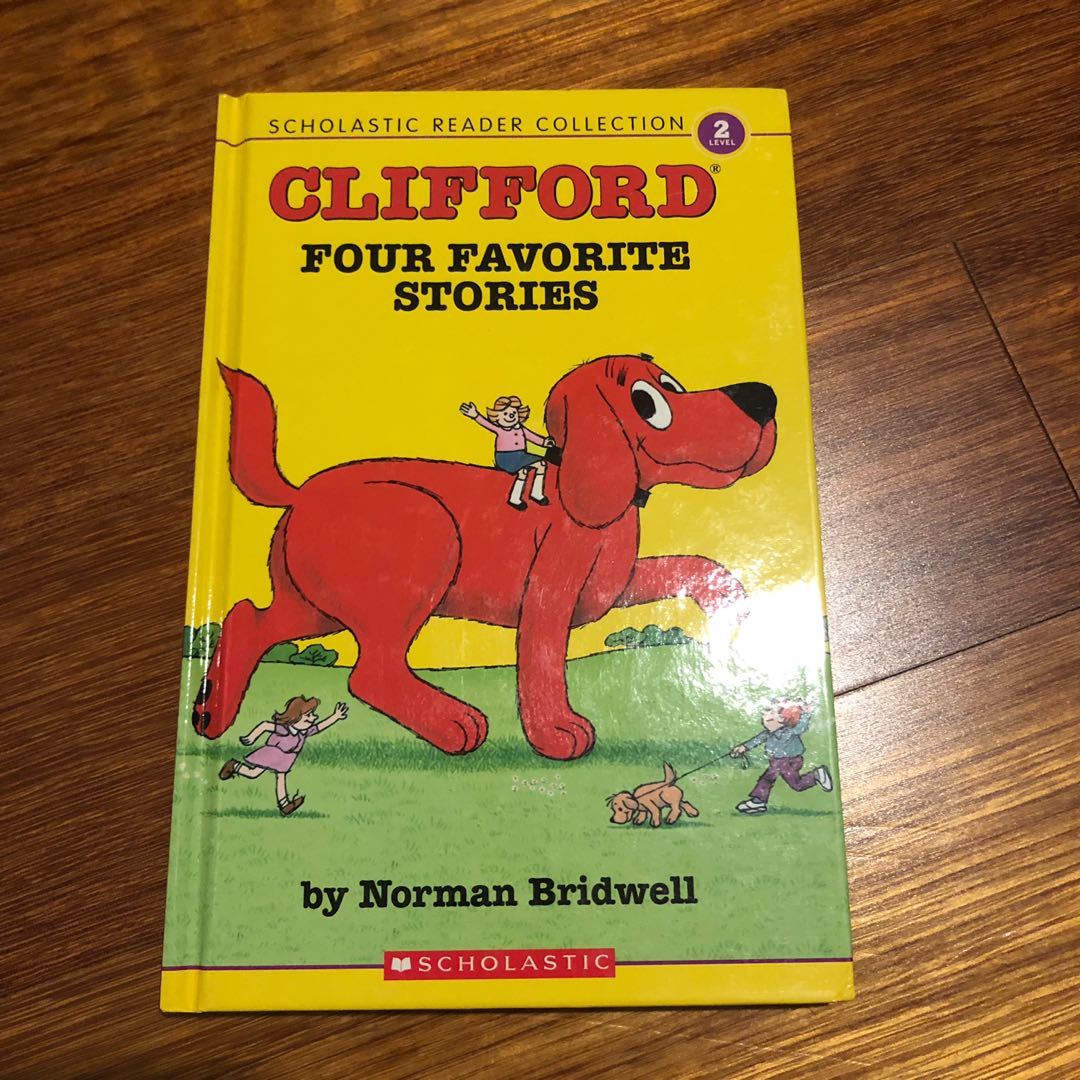 SCHOLASTIC READER COLLECTION
2
LEVEL
CLIFFORD®
FOUR FAVORITE
STORIES
by Norman Bridwell
SCHOLASTIC